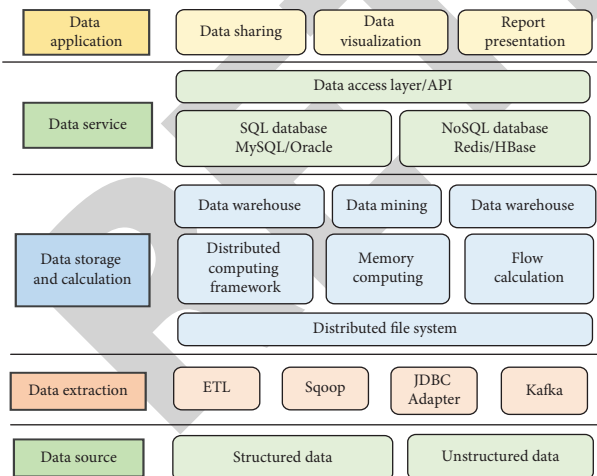 Data
application
Data sharing
Data
visualization
Report
presentation
Data service
Data access layer/API
SQL database
MySQL/Oracle
NoSQL database
Redis/HBase
Data storage
and calculation
Data warehouse
Data mining
Data warehouse
Distributed
computing
framework
Memory
computing
Flow
calculation
Distributed file system
Data extraction
ETL
Sqoop
JDBC
Adapter
Kafka
Data source
Structured data
Unstructured data